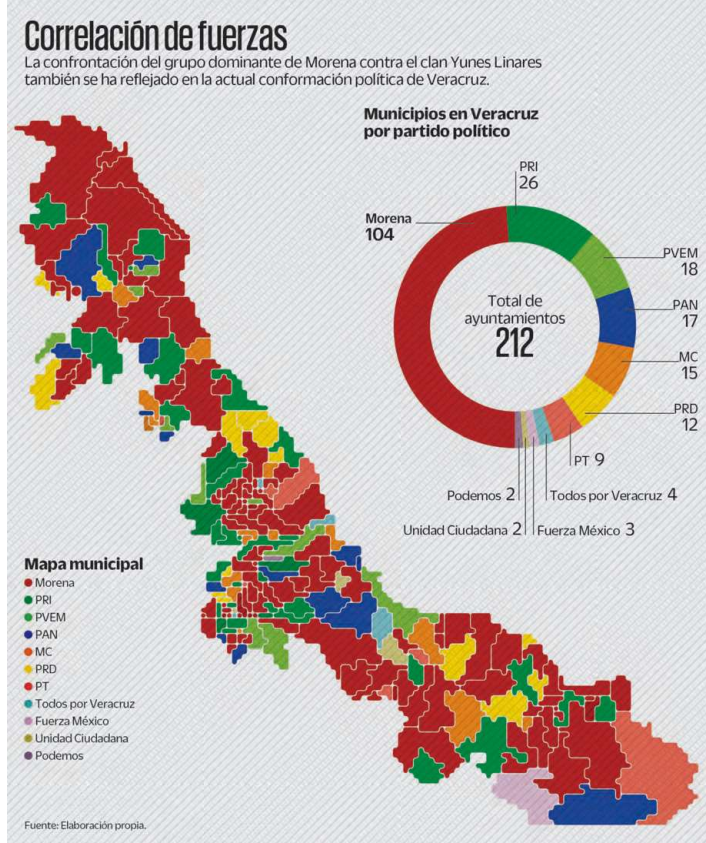 Correlación de fuerzas
La confrontación del grupo dominante de Morena contra el clan Yunes Linares
también se ha reflejado en la actual conformación política de Veracruz.
Municipios en Veracruz
por partido político
PRI
26
Morena
104
PVEM
18
PAN
17
Total de
ayuntamientos
212
MC
15
PRD
12
PT 9
Podemos 2
Todos por Veracruz 4
Unidad Ciudadana 2
Fuerza México 3
Mapa municipal
Morena
PRI
PVEM
PAN
MC
PRD
PT
Todos por Veracruz
Fuerza México
Unidad Ciudadana
Podemos
Fuente: Elaboración propia.